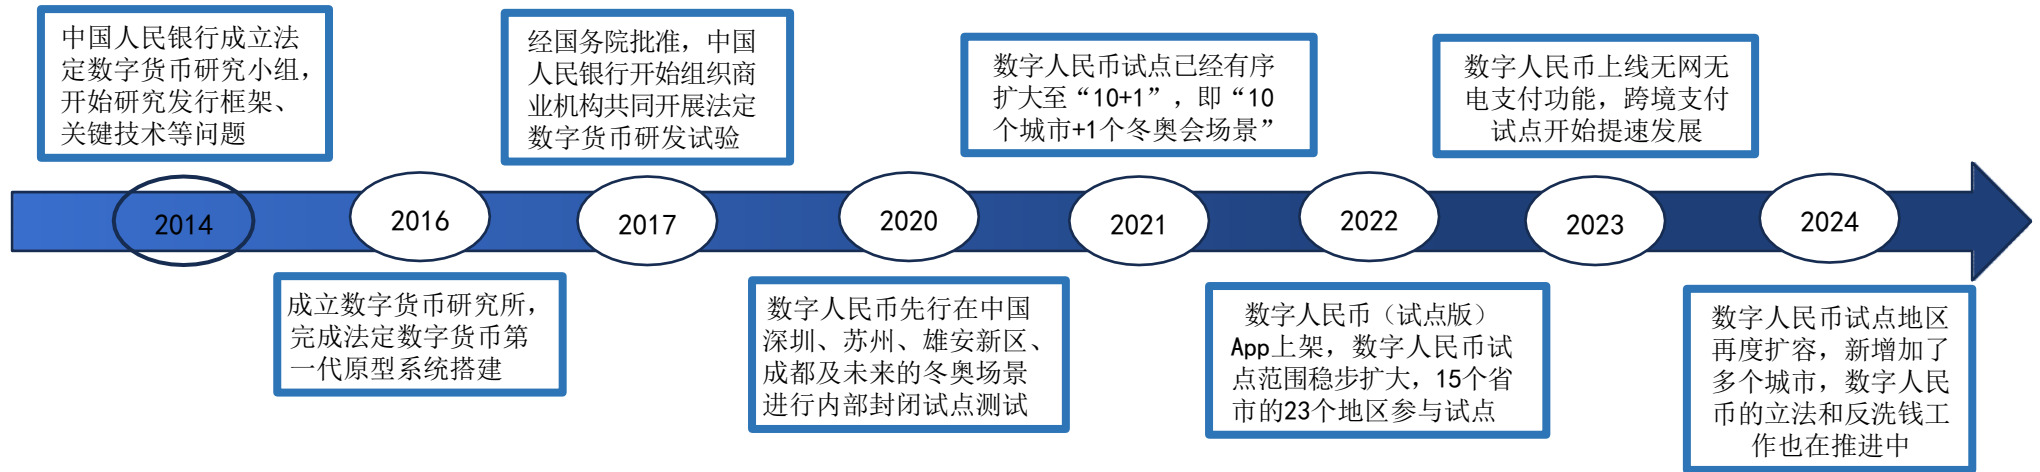 中国人民银行成立法
定数字货币研究小组，
开始研究发行框架、
关键技术等问题
经国务院批准，中国
人民银行开始组织商
业机构共同开展法定
数字货币研发试验
数字人民币试点已经有序
扩大至“10+1”，即“10
个城市+1个冬奥会场景”
数字人民币上线无网无
电支付功能，跨境支付
试点开始提速发展
2014
2016
2017
2020
2021
2022
2023
2024
成立数字货币研究所，
完成法定数字货币第
一代原型系统搭建
数字人民币先行在中国
深圳、苏州、雄安新区、
成都及未来的冬奥场景
进行内部封闭试点测试
数字人民币（试点版）
App上架，数字人民币试
点范围稳步扩大，15个省
市的23个地区参与试点
数字人民币试点地区
再度扩容，新增加了
多个城市，数字人民
币的立法和反洗钱工
作也在推进中